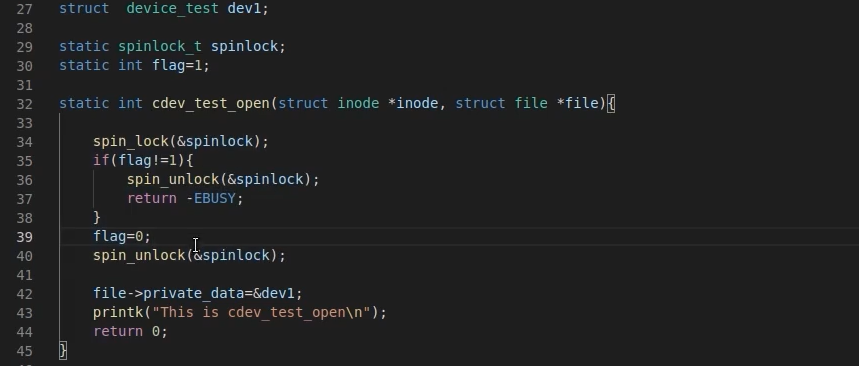 27 struct  device_test dev1;
28
29 static spinlock_t spinlock;
30 static int flag=1;
31
32 static int cdev_test_open(struct inode *inode, struct file *file){
33
34     spin_lock(&spinlock);
35     if(flag!=1){
36         spin_unlock(&spinlock);
37         return -EBUSY;
38     }
39     flag=0;
40     spin_unlock(&spinlock);
41
42     file->private_data=&dev1;
43     printk("This is cdev_test_open\n");
44     return 0;
45 }